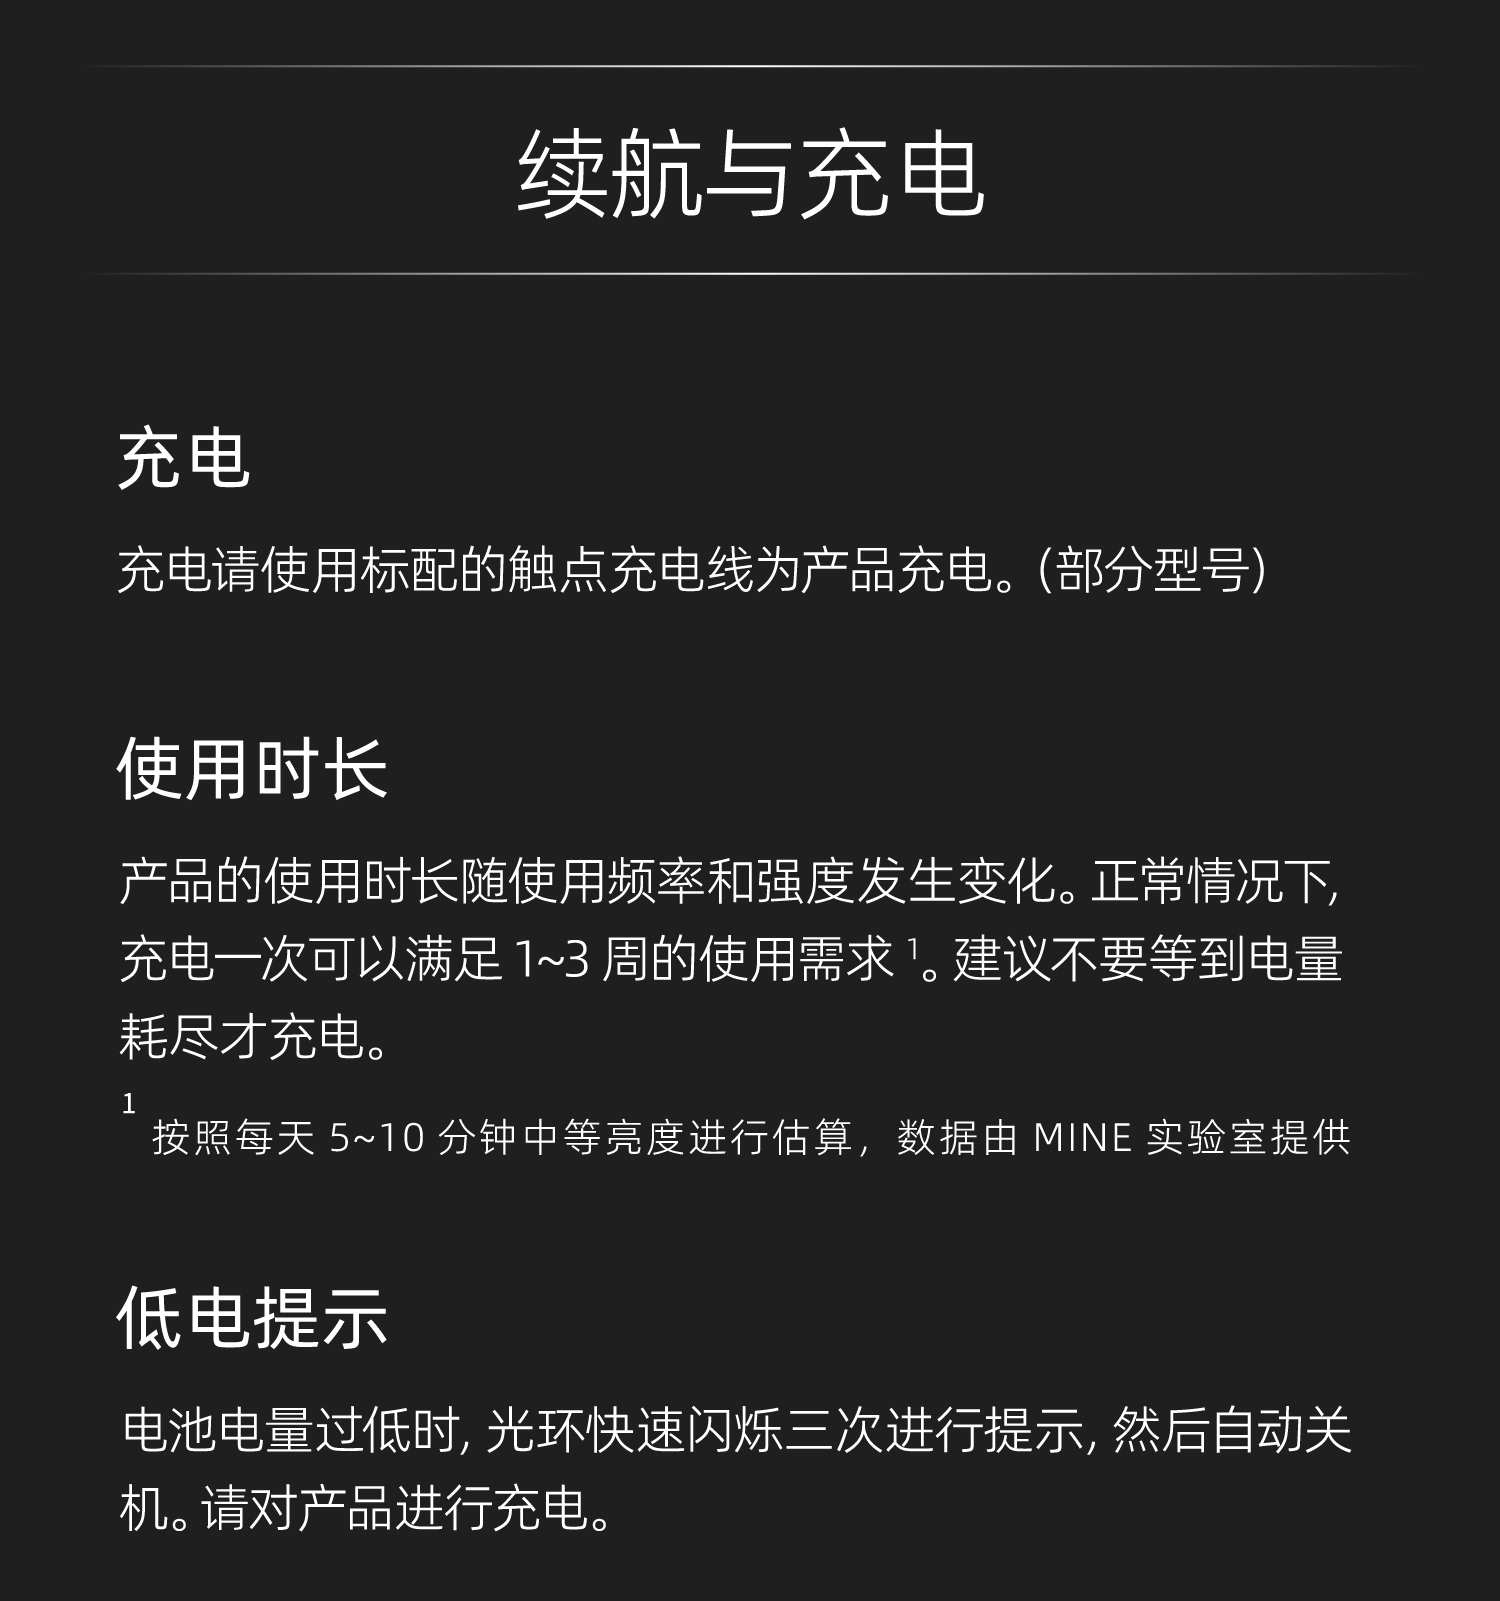 续航与充电
充电
充电请使用标配的触点充电线为产品充电。(部分型号)
使用时长
产品的使用时长随使用频率和强度发生变化。正常情况下,
充电一次可以满足 1~3 周的使用需求 ¹。建议不要等到电量
耗尽才充电。
¹ 按照每天 5~10 分钟中等亮度进行估算，数据由 MINE 实验室提供
低电提示
电池电量过低时, 光环快速闪烁三次进行提示, 然后自动关
机。请对产品进行充电。